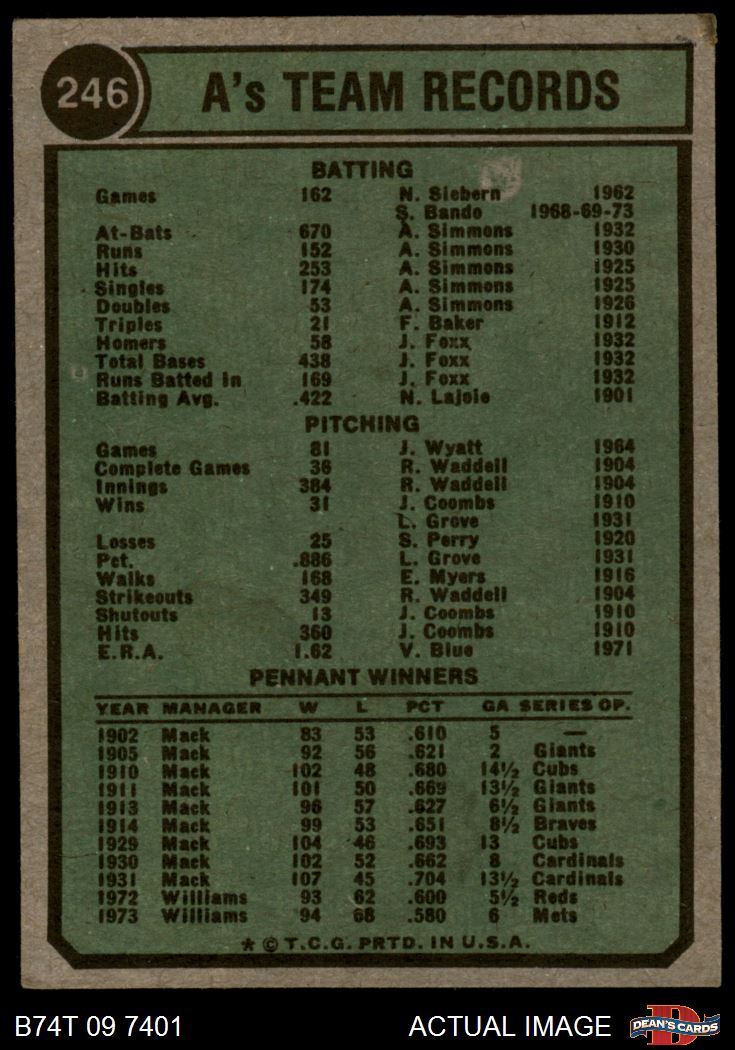 246
A's TEAM RECORDS
BATTING
Games 162 N. Siebern 1962
S. Bando 1968-69-73
At-Bats 670 A. Simmons 1932
Runs 152 A. Simmons 1930
Hits 253 A. Simmons 1925
Singles 174 A. Simmons 1925
Doubles 53 A. Simmons 1926
Triples 21 F. Baker 1912
Homers 58 J. Foxx 1932
Total Bases 438 J. Foxx 1932
Runs Batted In 169 J. Foxx 1932
Batting Avg. .422 N. Lajoie 1901
PITCHING
Games 81 J. Wyatt 1964
Complete Games 36 R. Waddell 1904
Innings 384 R. Waddell 1904
Wins 31 J. Coombs 1910
L. Grove 1931
Losses 25 S. Perry 1920
Pct. .886 L. Grove 1931
Walks 168 E. Myers 1916
Strikeouts 349 R. Waddell 1904
Shutouts 13 J. Coombs 1910
Hits 360 J. Coombs 1910
E.R.A. 1.62 V. Blue 1971
PENNANT WINNERS
YEAR MANAGER W L PCT GA SERIES OP.
1902 Mack 83 53 .610 5 —
1905 Mack 92 56 .621 2 Giants
1910 Mack 102 48 .680 14½ Cubs
1911 Mack 101 50 .669 13½ Giants
1913 Mack 96 57 .627 6½ Giants
1914 Mack 99 53 .651 8½ Braves
1929 Mack 104 46 .693 13 Cubs
1930 Mack 102 52 .662 8 Cardinals
1931 Mack 107 45 .704 13½ Cardinals
1972 Williams 93 62 .600 5½ Reds
1973 Williams 94 68 .580 6 Mets
* © T.C.G. PRTD. IN U.S.A.
B74T 09 7401 ACTUAL IMAGE DEAN'S CARDS